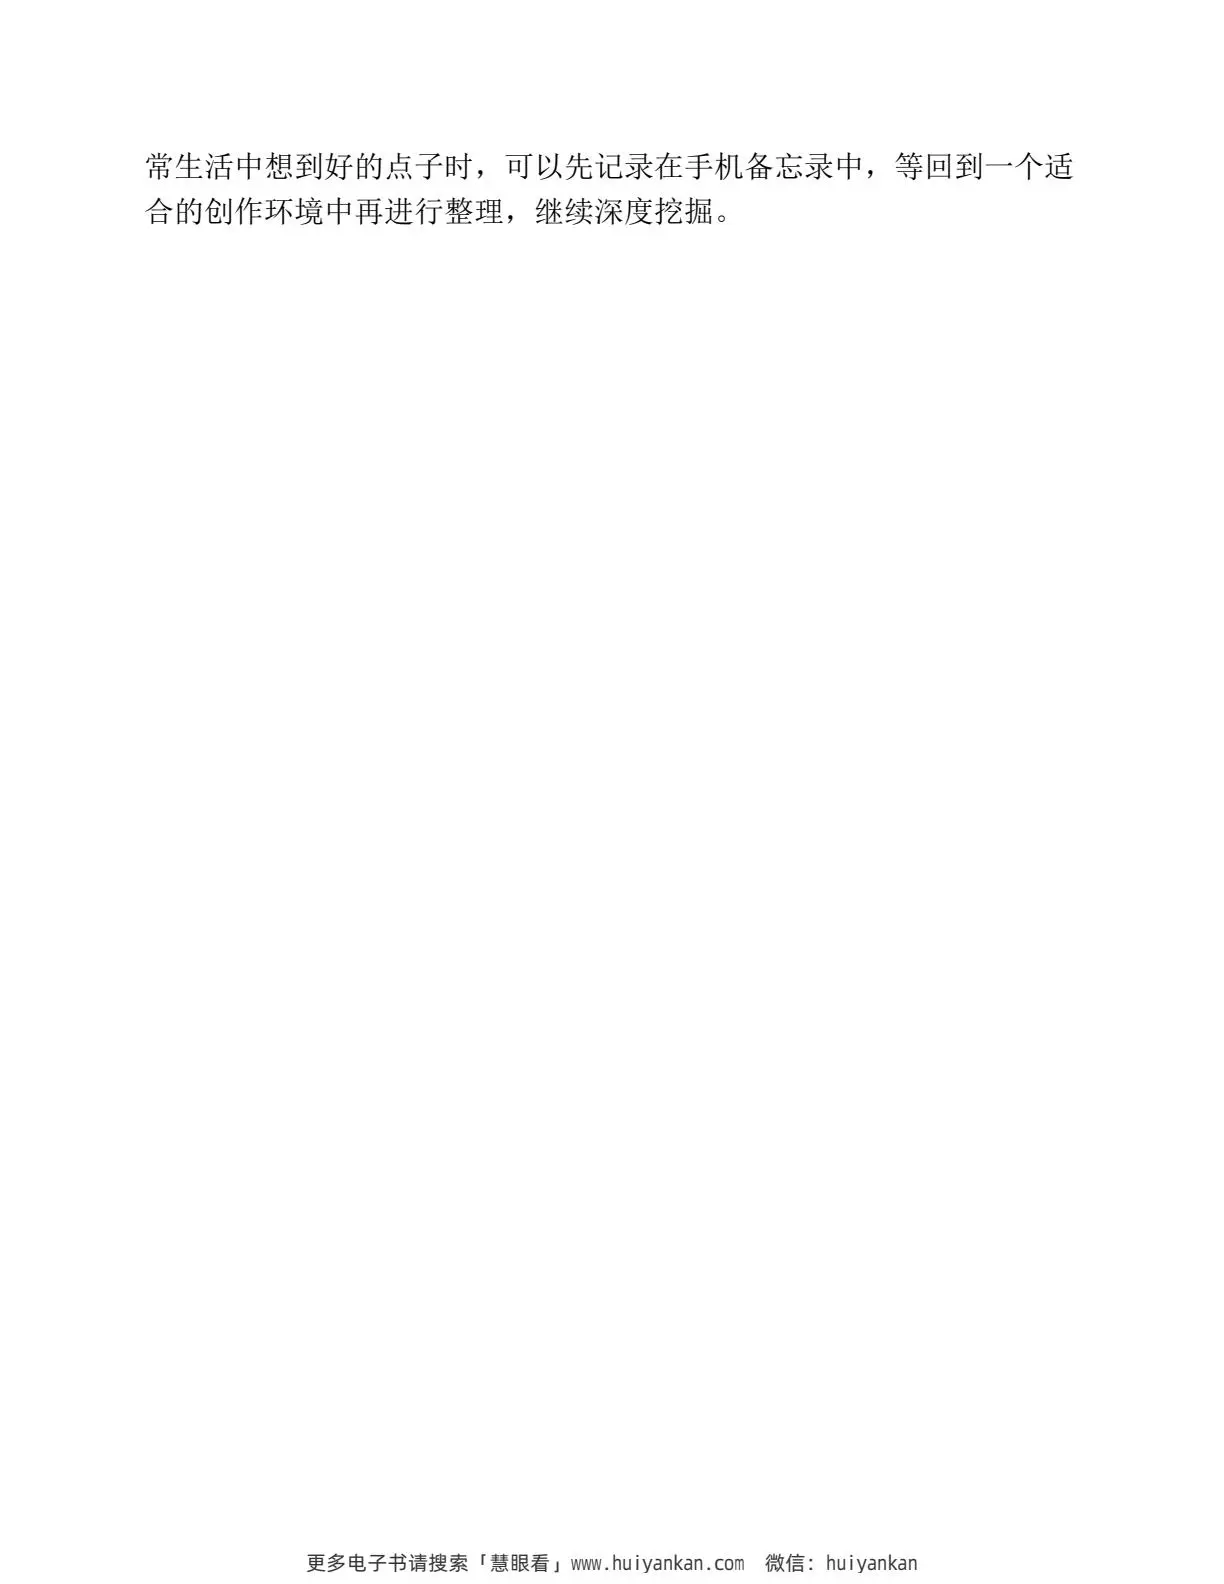 常生活中想到好的点子时，可以先记录在手机备忘录中，等回到一个适
合的创作环境中再进行整理，继续深度挖掘。
更多电子书请搜索「慧眼看」www.huiyankan.com 微信：huiyankan